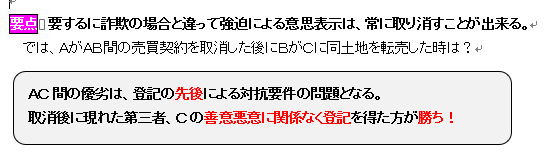 要点 要するに詐欺の場合と違って強迫による意思表示は、常に取り消すことが出来る。
では、AがAB間の売買契約を取消した後にBがCに同土地を転売した時は？
AC間の優劣は、登記の先後による対抗要件の問題となる。
取消後に現れた第三者、Cの善意悪意に関係なく登記を得た方が勝ち！